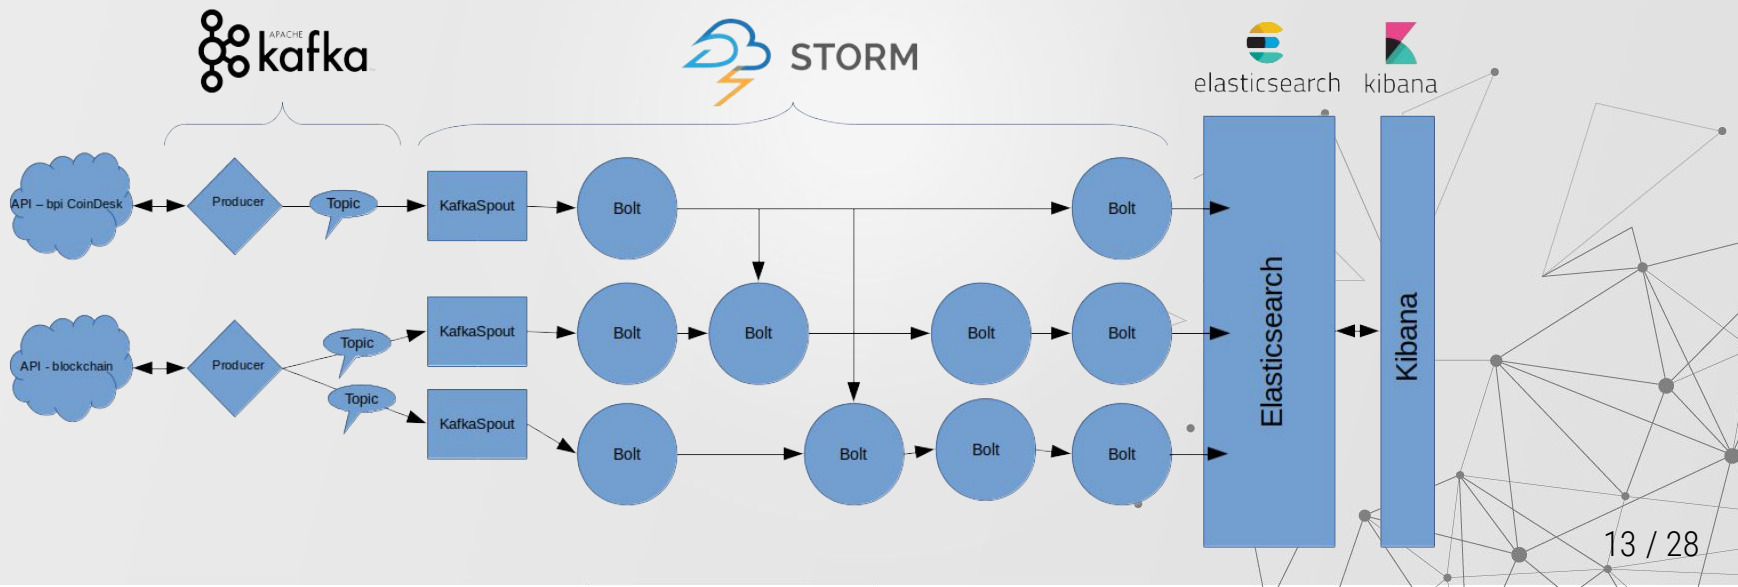 APACHE
kafka
STORM
elasticsearch
kibana
API – bpi CoinDesk
Producer
Topic
KafkaSpout
Bolt
Bolt
API - blockchain
Producer
Topic
Topic
KafkaSpout
Bolt
Bolt
Bolt
Bolt
KafkaSpout
Bolt
Bolt
Bolt
Bolt
Elasticsearch
Kibana
13 / 28